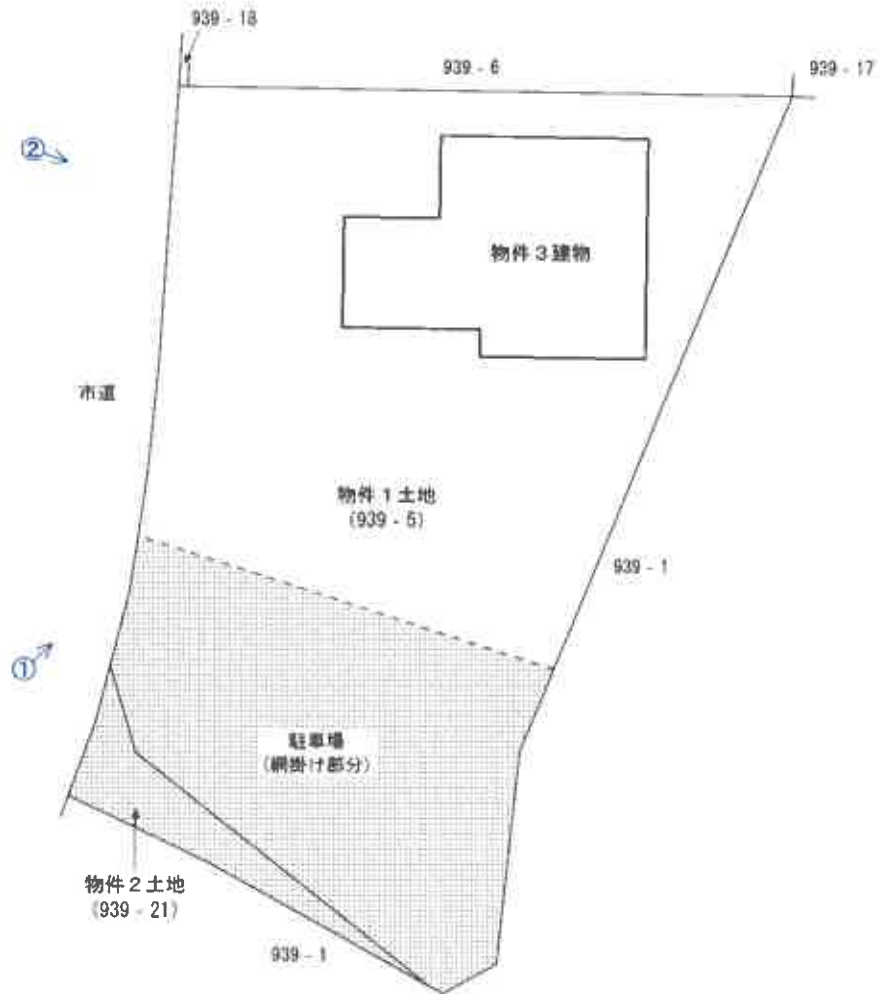 939 - 18
939 - 6
939 - 17
②
物件３建物
市道
物件１土地
(939 - 5)
939 - 1
①
駐車場
(網掛け部分)
物件２土地
(939 - 21)
939 - 1